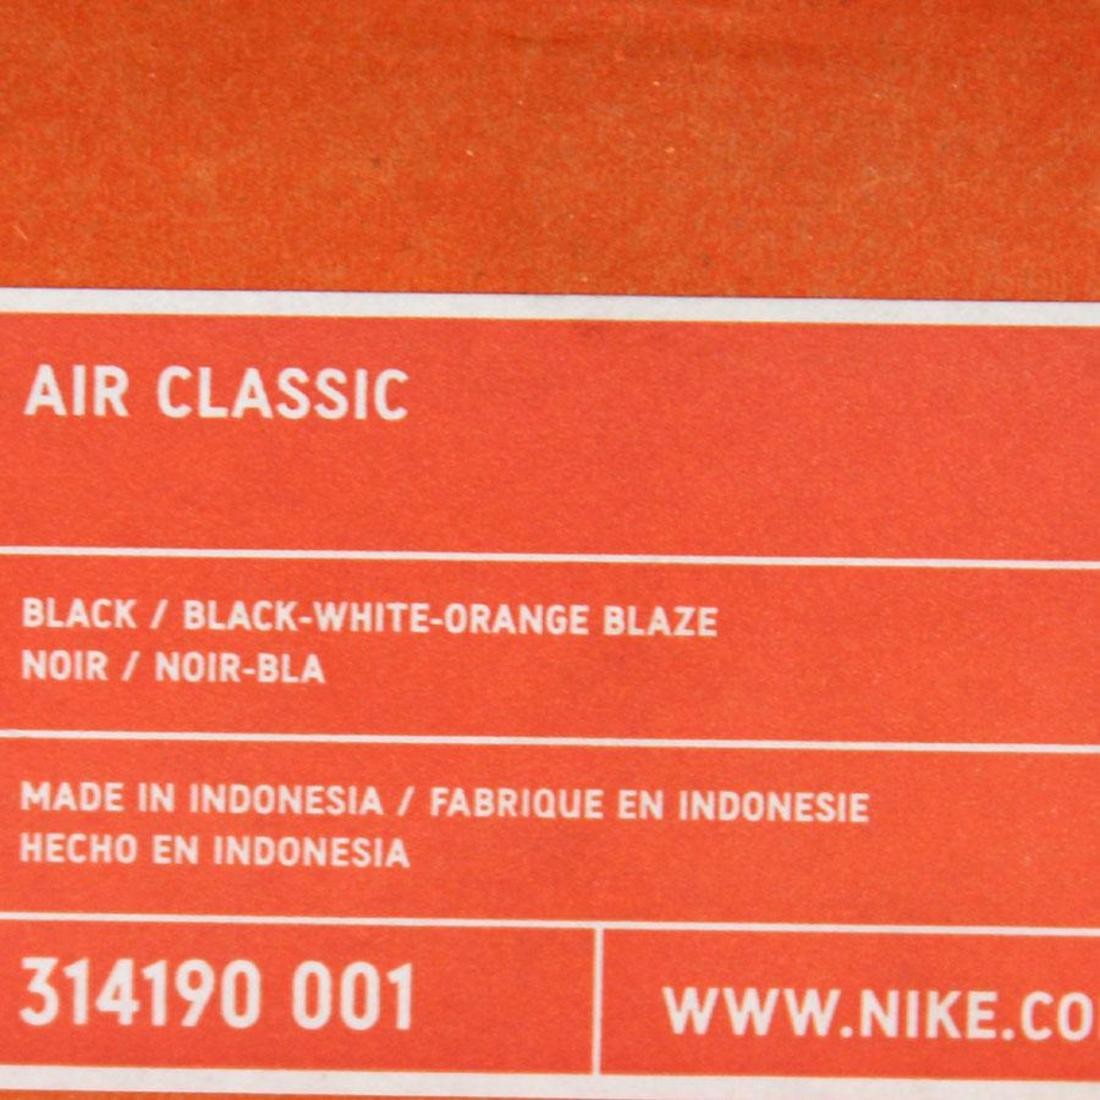 AIR CLASSIC
BLACK / BLACK-WHITE-ORANGE BLAZE
NOIR / NOIR-BLA
MADE IN INDONESIA / FABRIQUE EN INDONESIE
HECHO EN INDONESIA
314190 001
WWW.NIKE.CO